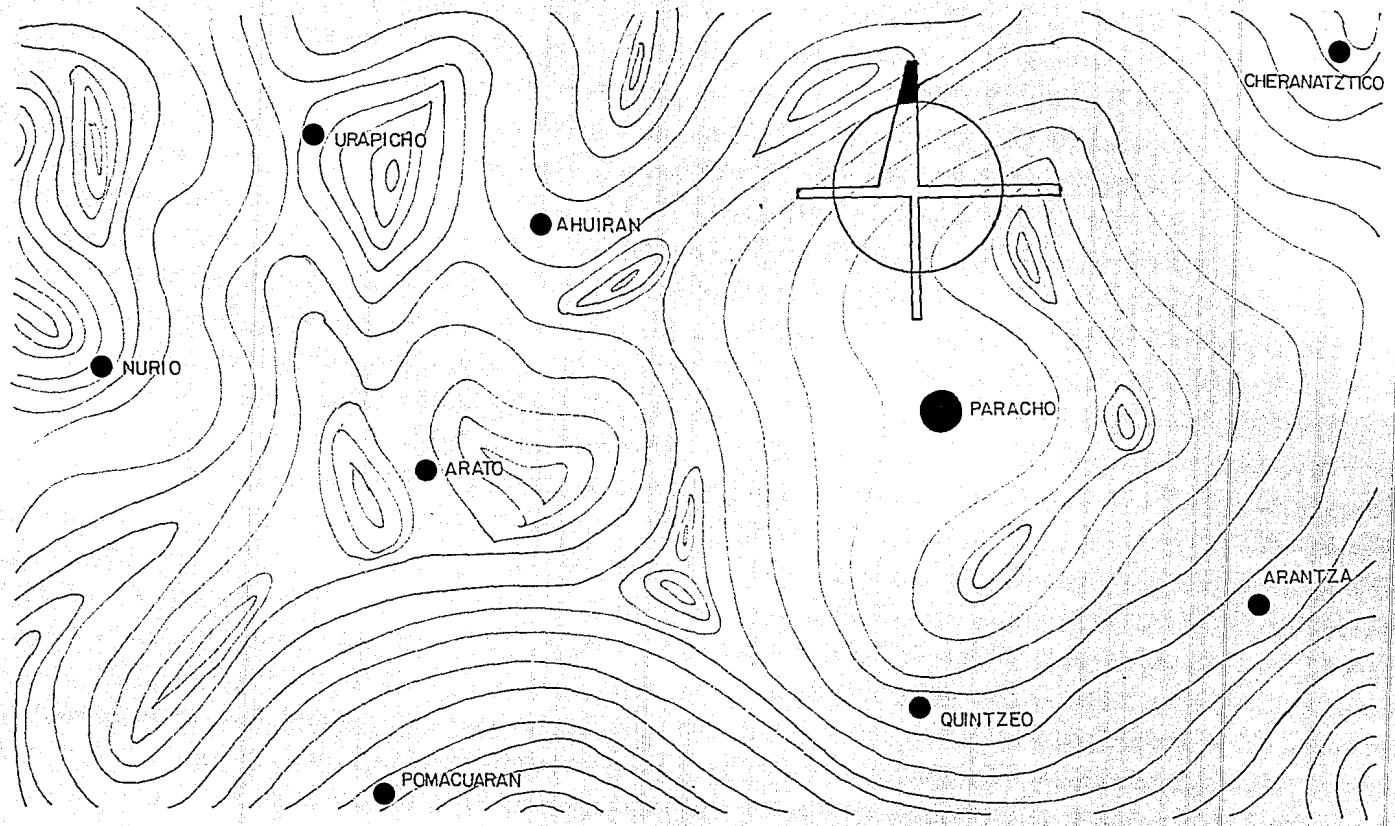 CHERANATZTICO
URAPICHO
AHUIRAN
NURIO
PARACHO
ARATO
ARANTZA
QUINTZEO
POMACUARAN